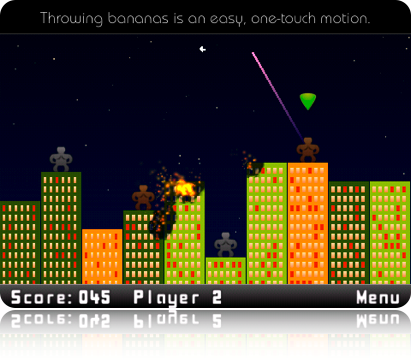 Throwing bananas is an easy, one-touch motion.
Score:045 Player 2 Menu